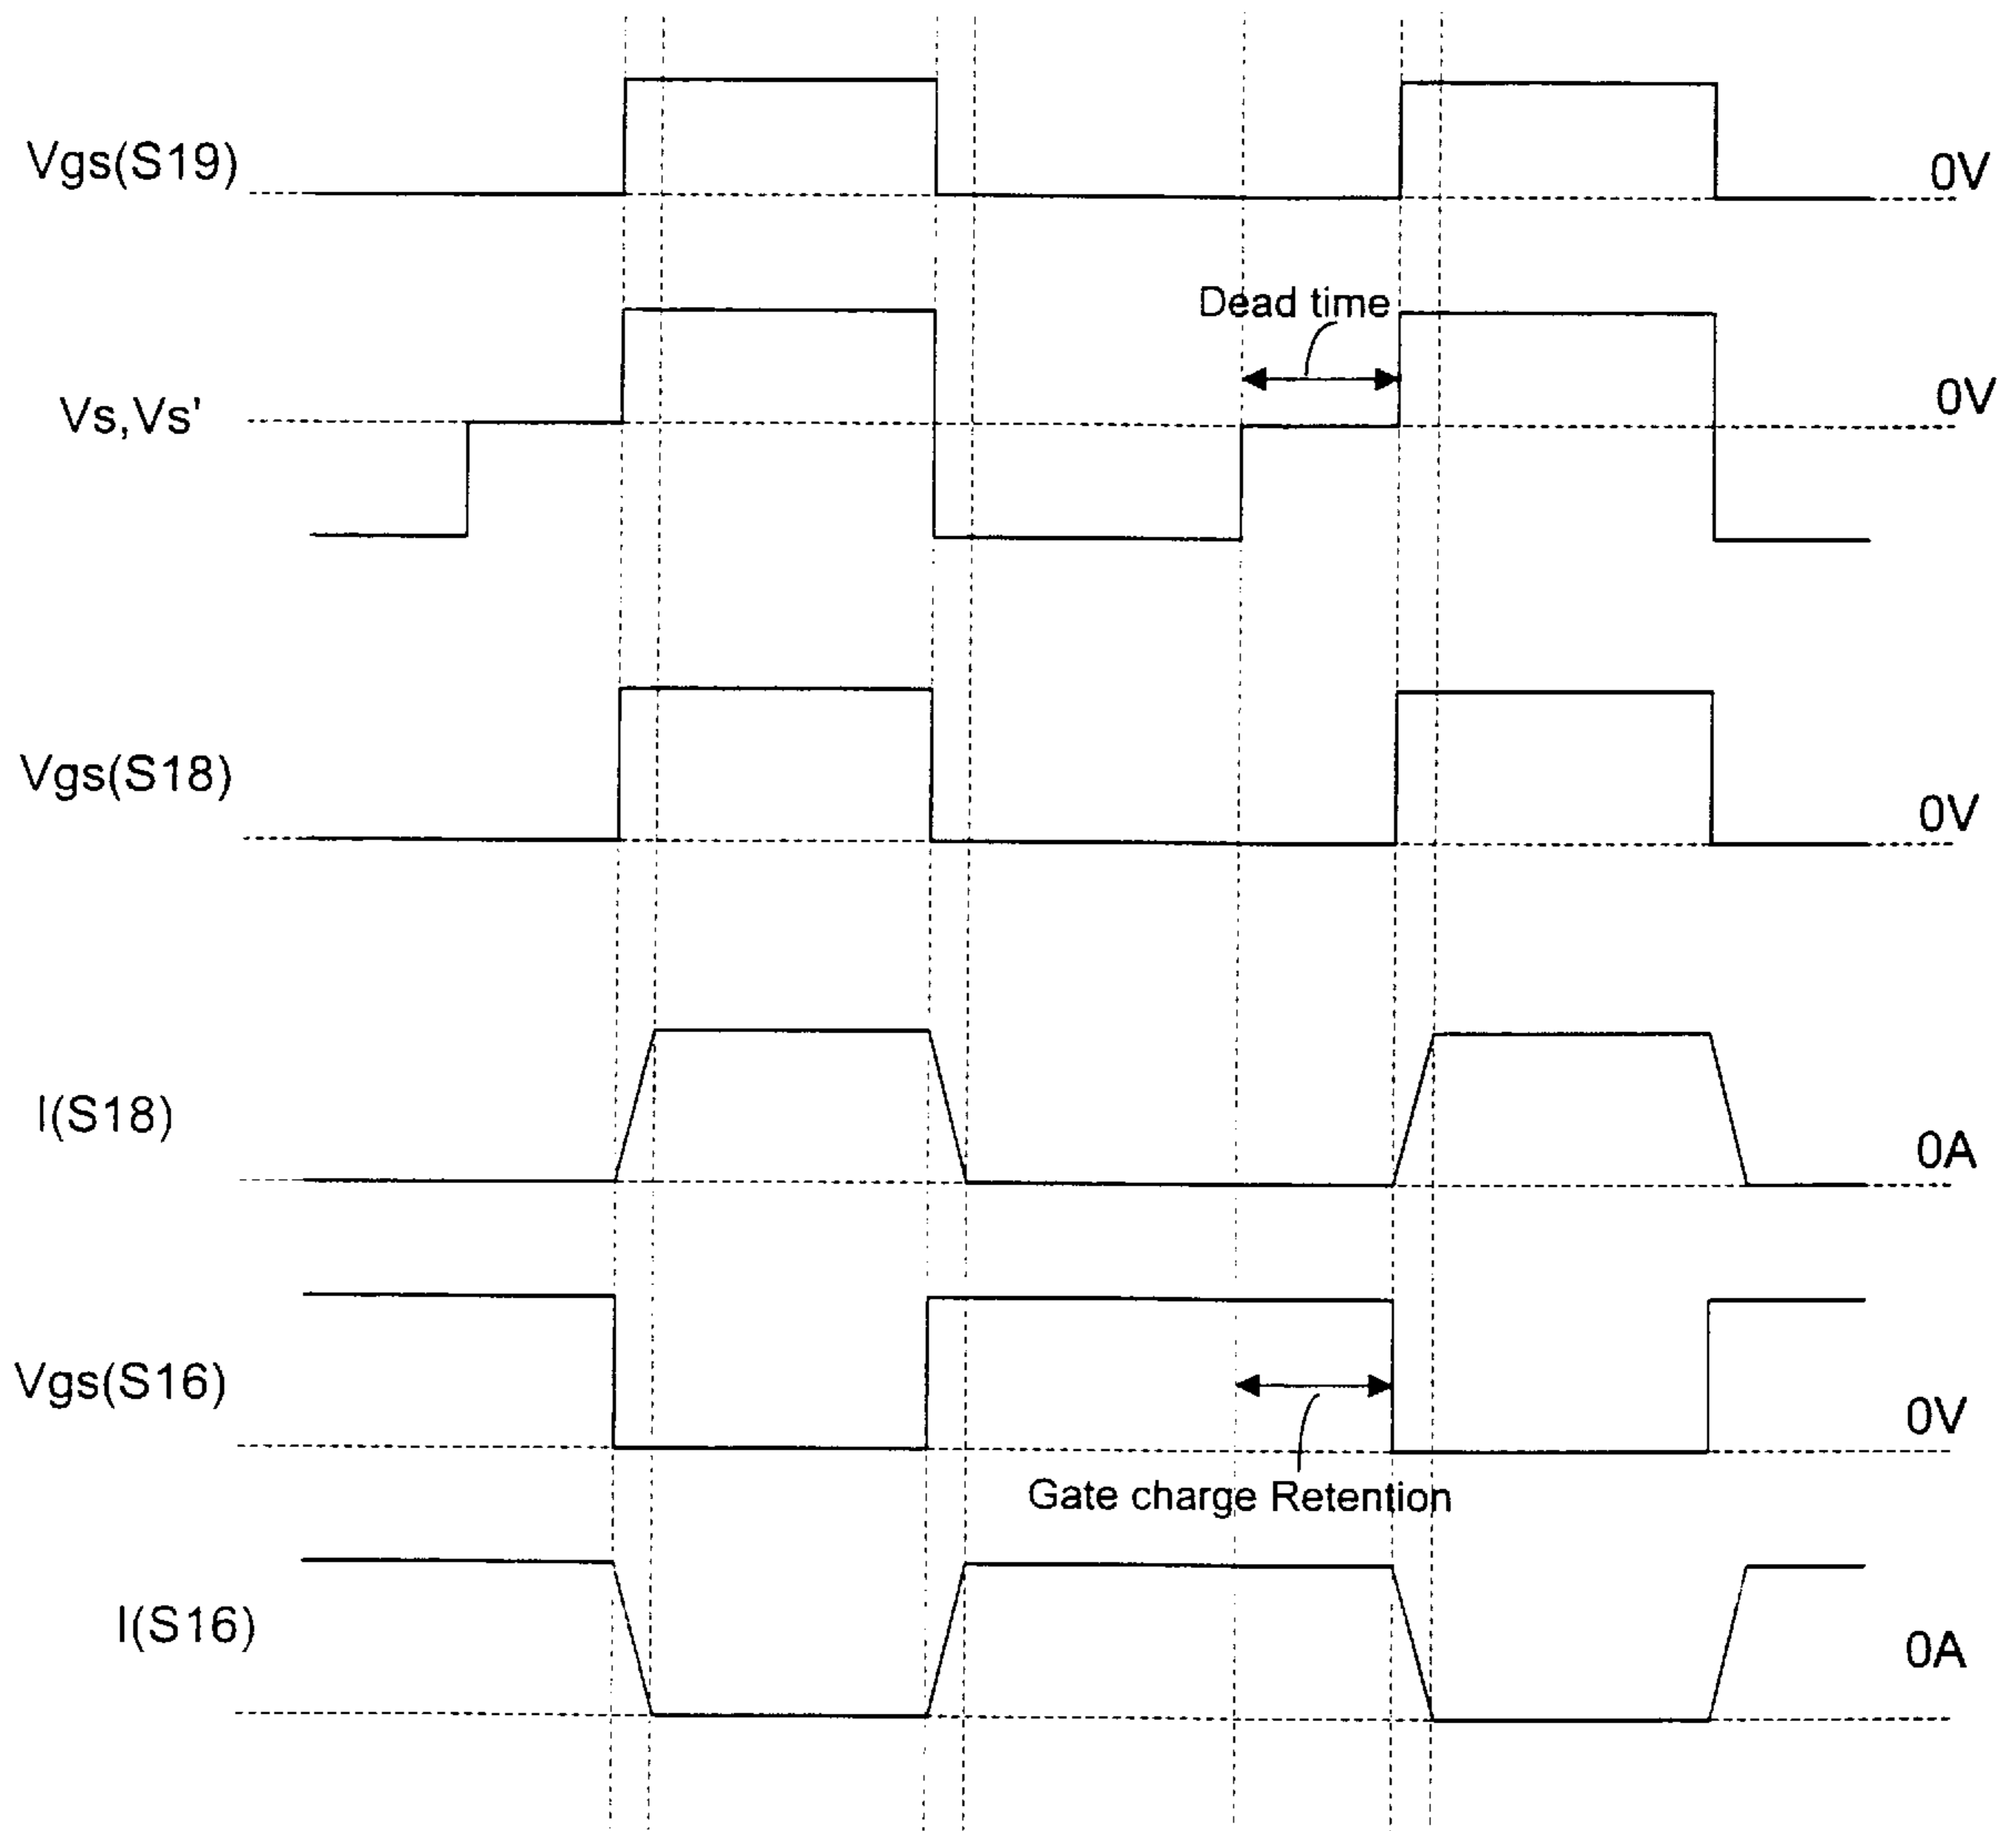 Vgs(S19)
0V
Dead time
Vs,Vs'
0V
Vgs(S18)
0V
I(S18)
0A
Vgs(S16)
0V
Gate charge Retention
I(S16)
0A